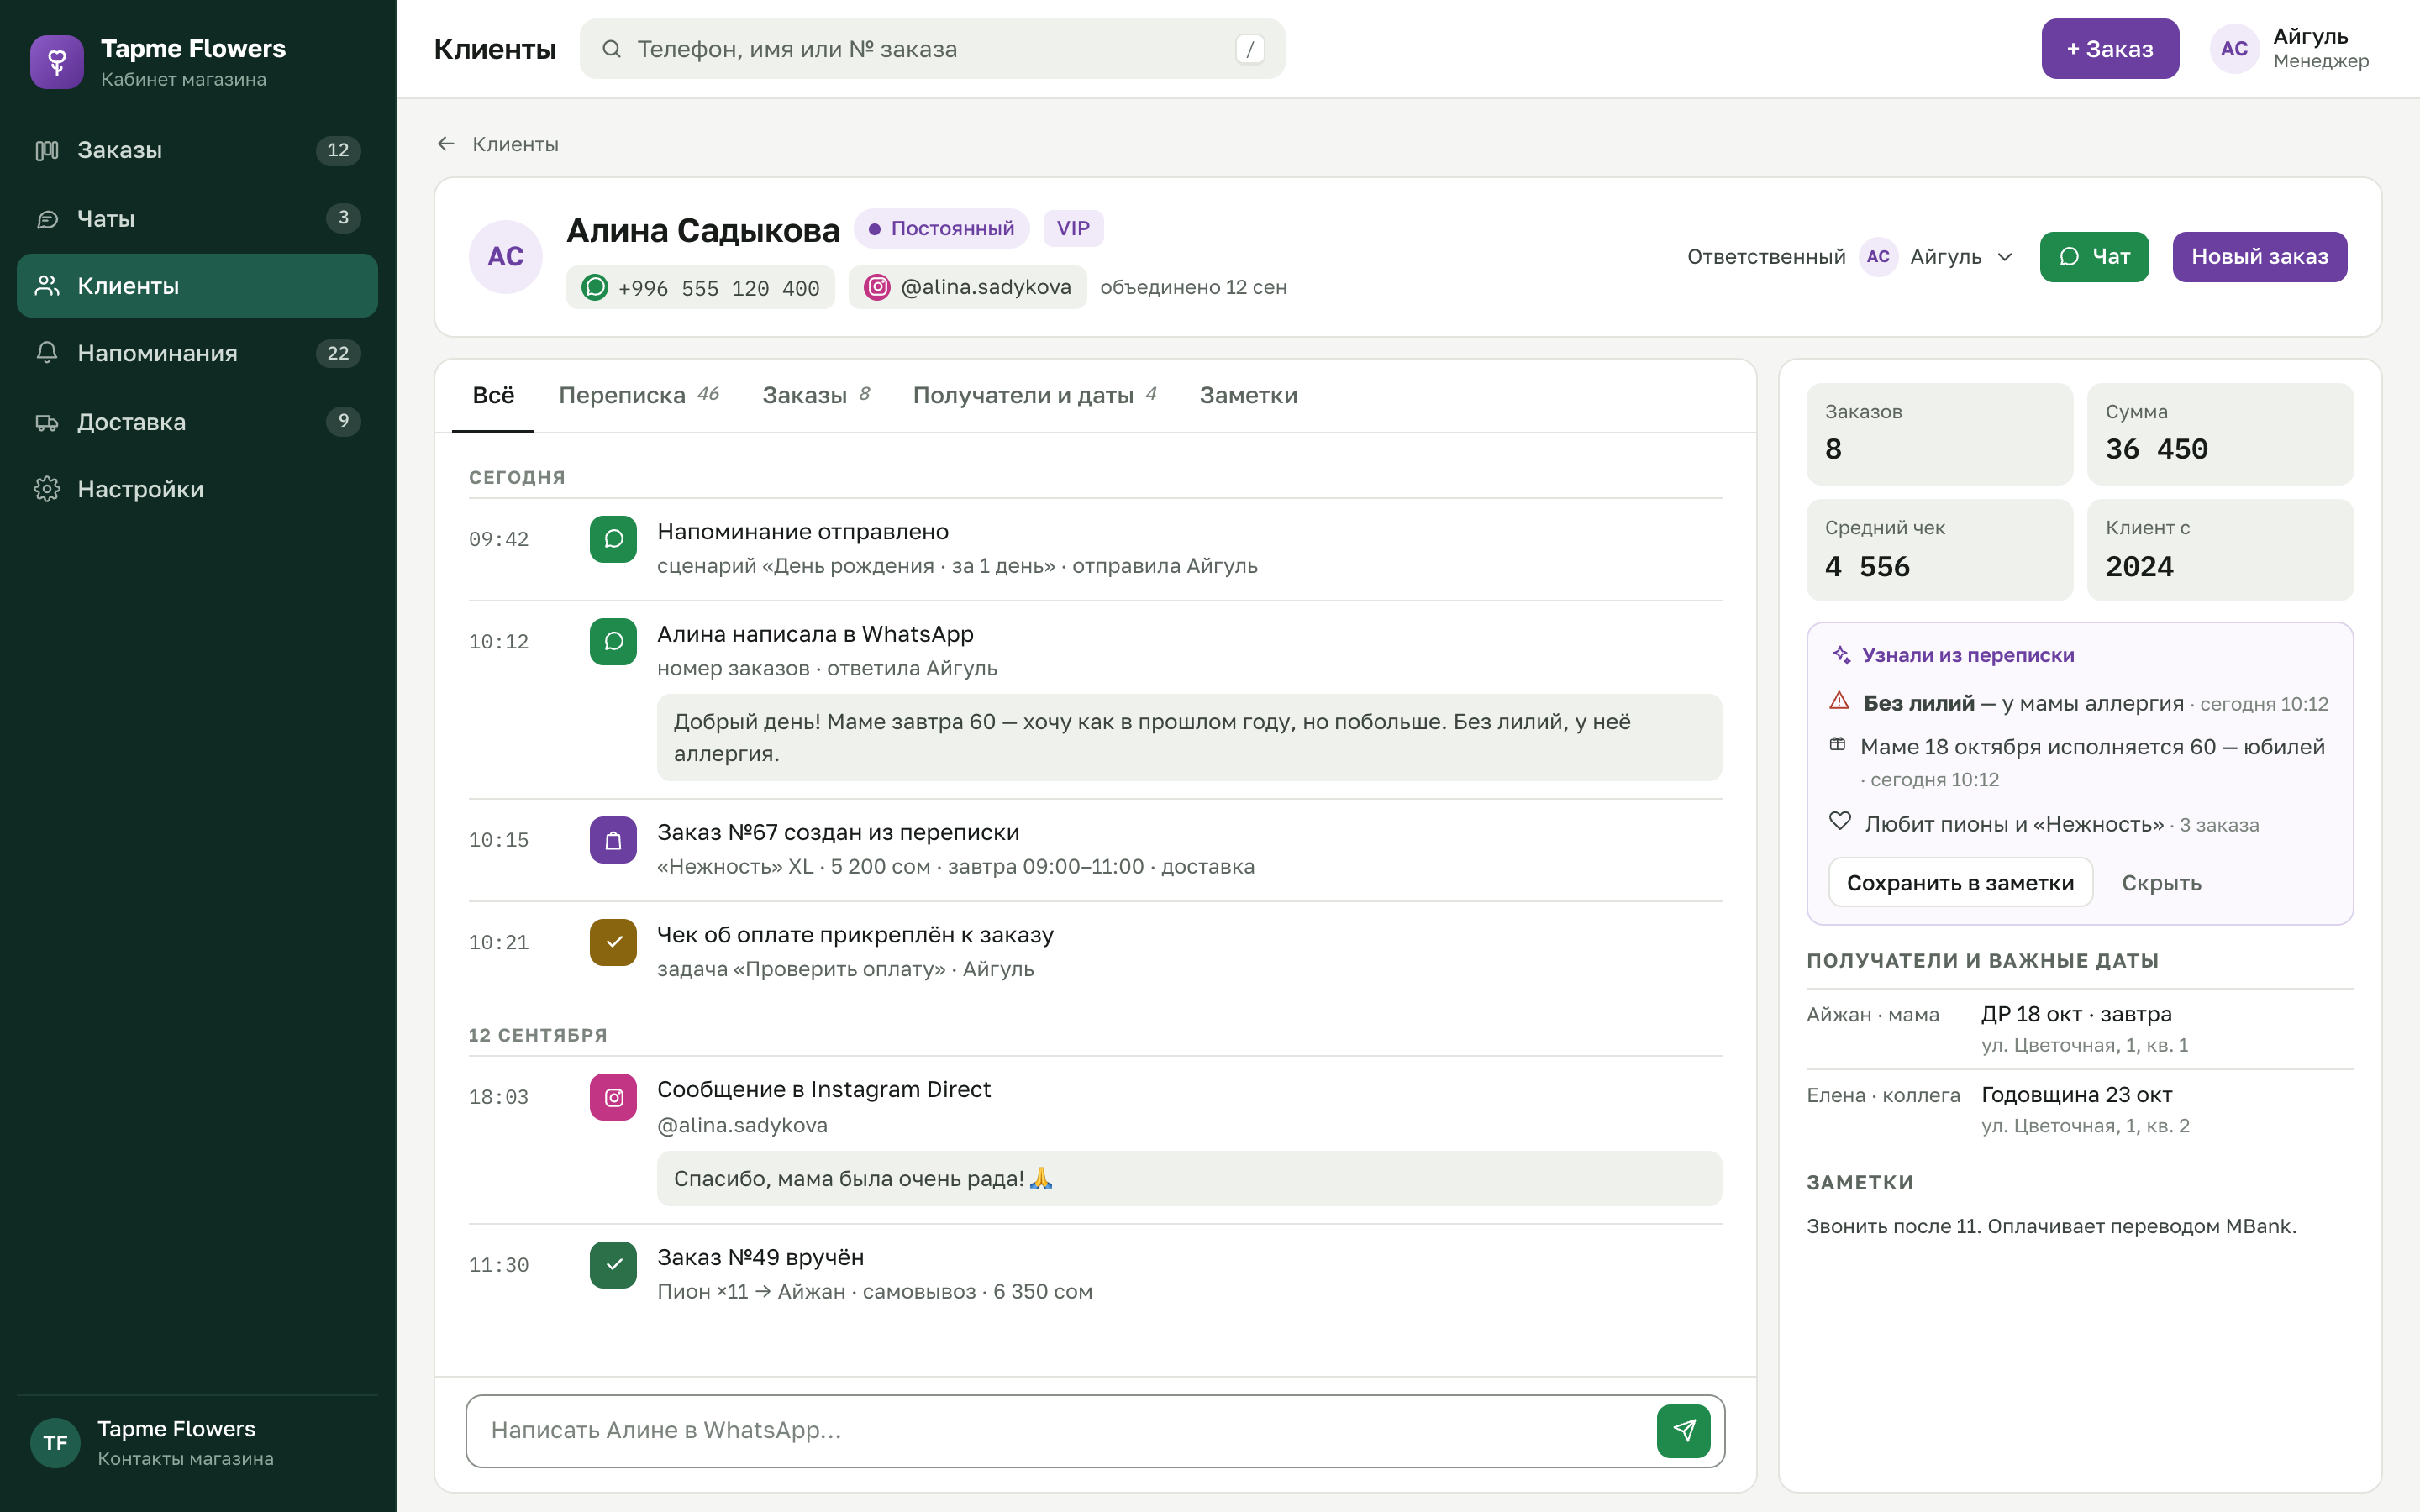 Tapme Flowers
Кабинет магазина
Заказы 12
Чаты 3
Клиенты
Напоминания 22
Доставка 9
Настройки
TF
Tapme Flowers
Контакты магазина
Клиенты
Телефон, имя или № заказа /
+ Заказ
АС
Айгуль
Менеджер
← Клиенты
АС
Алина Садыкова
Постоянный
VIP
+996 555 120 400
@alina.sadykova
объединено 12 сен
Ответственный АС Айгуль
Чат
Новый заказ
Всё
Переписка 46
Заказы 8
Получатели и даты 4
Заметки
СЕГОДНЯ
09:42
Напоминание отправлено
сценарий «День рождения · за 1 день» · отправила Айгуль
10:12
Алина написала в WhatsApp
номер заказов · ответила Айгуль
Добрый день! Маме завтра 60 — хочу как в прошлом году, но побольше. Без лилий, у неё
аллергия.
10:15
Заказ №67 создан из переписки
«Нежность» XL · 5 200 сом · завтра 09:00–11:00 · доставка
10:21
Чек об оплате прикреплён к заказу
задача «Проверить оплату» · Айгуль
12 СЕНТЯБРЯ
18:03
Сообщение в Instagram Direct
@alina.sadykova
Спасибо, мама была очень рада! 🙏
11:30
Заказ №49 вручён
Пион ×11 → Айжан · самовывоз · 6 350 сом
Написать Алине в WhatsApp...
Заказов
8
Сумма
36 450
Средний чек
4 556
Клиент с
2024
Узнали из переписки
Без лилий — у мамы аллергия · сегодня 10:12
Маме 18 октября исполняется 60 — юбилей
· сегодня 10:12
Любит пионы и «Нежность» · 3 заказа
Сохранить в заметки
Скрыть
ПОЛУЧАТЕЛИ И ВАЖНЫЕ ДАТЫ
Айжан · мама
ДР 18 окт · завтра
ул. Цветочная, 1, кв. 1
Елена · коллега
Годовщина 23 окт
ул. Цветочная, 1, кв. 2
ЗАМЕТКИ
Звонить после 11. Оплачивает переводом MBank.